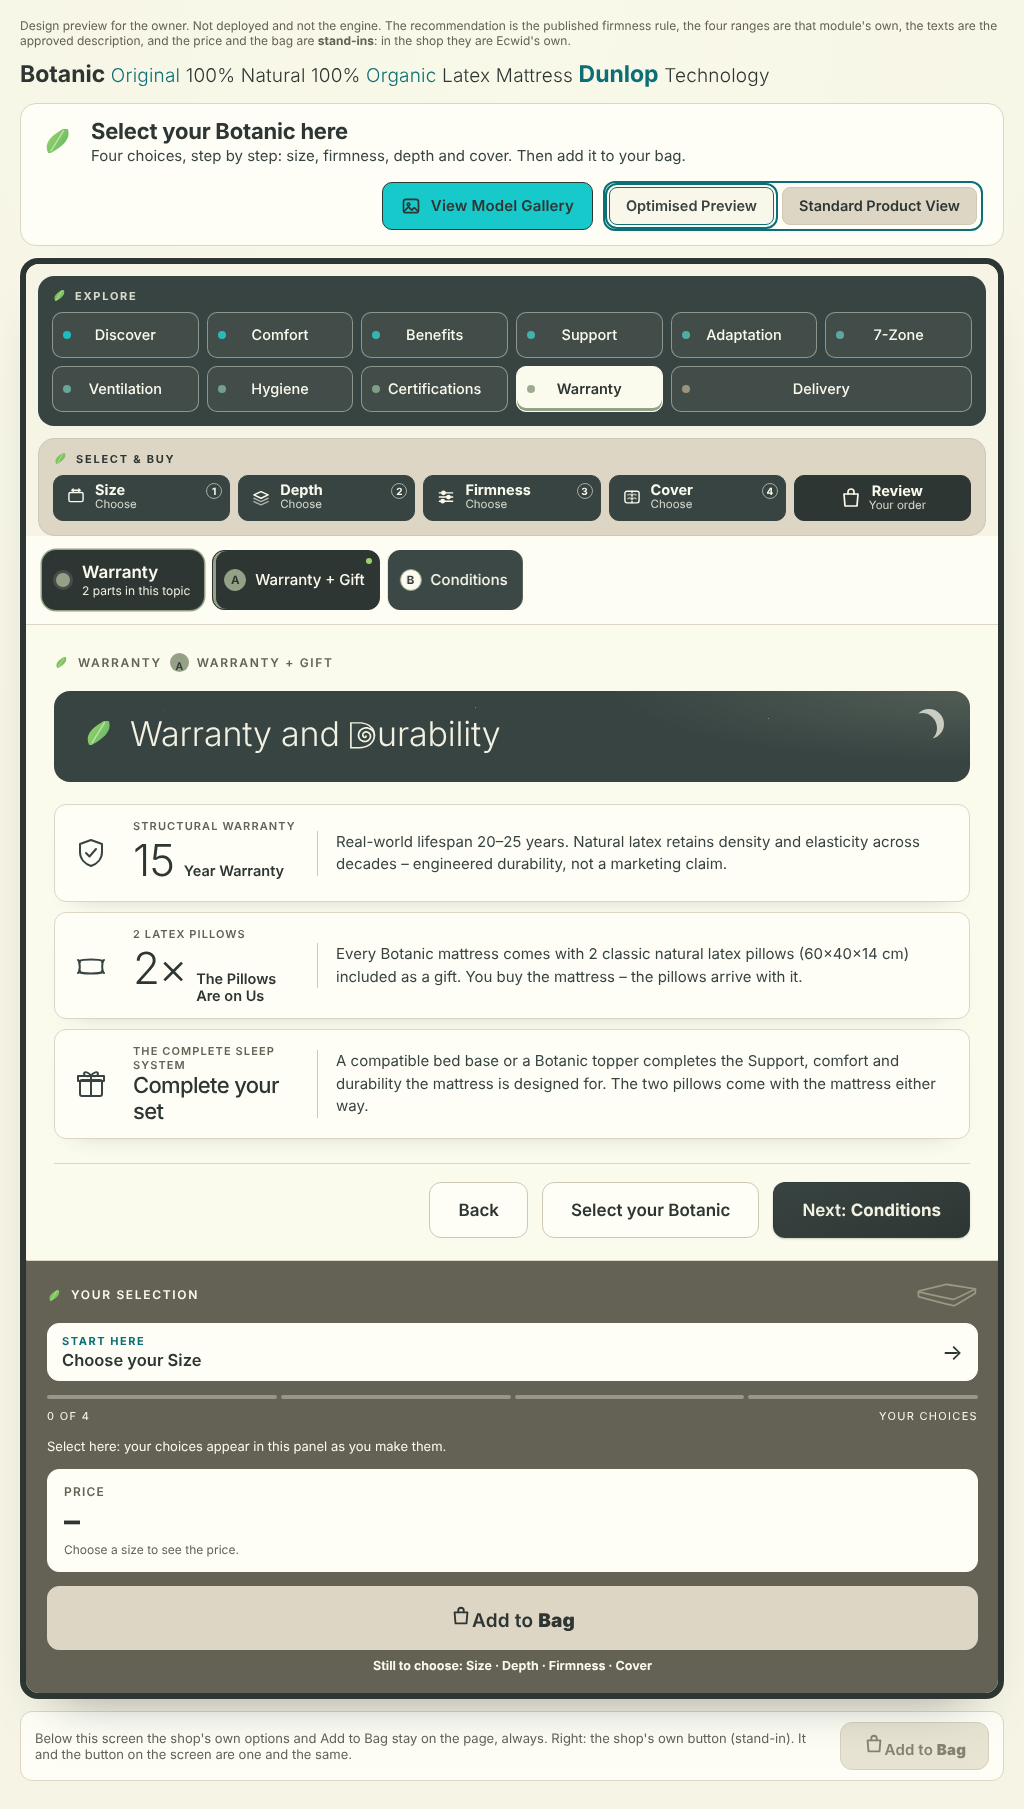 Design preview for the owner. Not deployed and not the engine. The recommendation is the published firmness rule, the four ranges are that module's own, the texts are the
approved description, and the price and the bag are stand-ins: in the shop they are Ecwid's own.
Botanic Original 100% Natural 100% Organic Latex Mattress Dunlop Technology
Select your Botanic here
Four choices, step by step: size, firmness, depth and cover. Then add it to your bag.
View Model Gallery
Optimised Preview
Standard Product View
EXPLORE
Discover
Comfort
Benefits
Support
Adaptation
7-Zone
Ventilation
Hygiene
Certifications
Warranty
Delivery
SELECT & BUY
Size
Choose
1
Depth
Choose
2
Firmness
Choose
3
Cover
Choose
4
Review
Your order
Warranty
2 parts in this topic
A Warranty + Gift
B Conditions
WARRANTY A WARRANTY + GIFT
Warranty and Durability
STRUCTURAL WARRANTY
15 Year Warranty
Real-world lifespan 20–25 years. Natural latex retains density and elasticity across
decades – engineered durability, not a marketing claim.
2 LATEX PILLOWS
2× The Pillows
Are on Us
Every Botanic mattress comes with 2 classic natural latex pillows (60×40×14 cm)
included as a gift. You buy the mattress – the pillows arrive with it.
THE COMPLETE SLEEP
SYSTEM
Complete your
set
A compatible bed base or a Botanic topper completes the Support, comfort and
durability the mattress is designed for. The two pillows come with the mattress either
way.
Back
Select your Botanic
Next: Conditions
YOUR SELECTION
START HERE
Choose your Size
0 OF 4
YOUR CHOICES
Select here: your choices appear in this panel as you make them.
PRICE
–
Choose a size to see the price.
Add to Bag
Still to choose: Size · Depth · Firmness · Cover
Below this screen the shop's own options and Add to Bag stay on the page, always. Right: the shop's own button (stand-in). It
and the button on the screen are one and the same.
Add to Bag